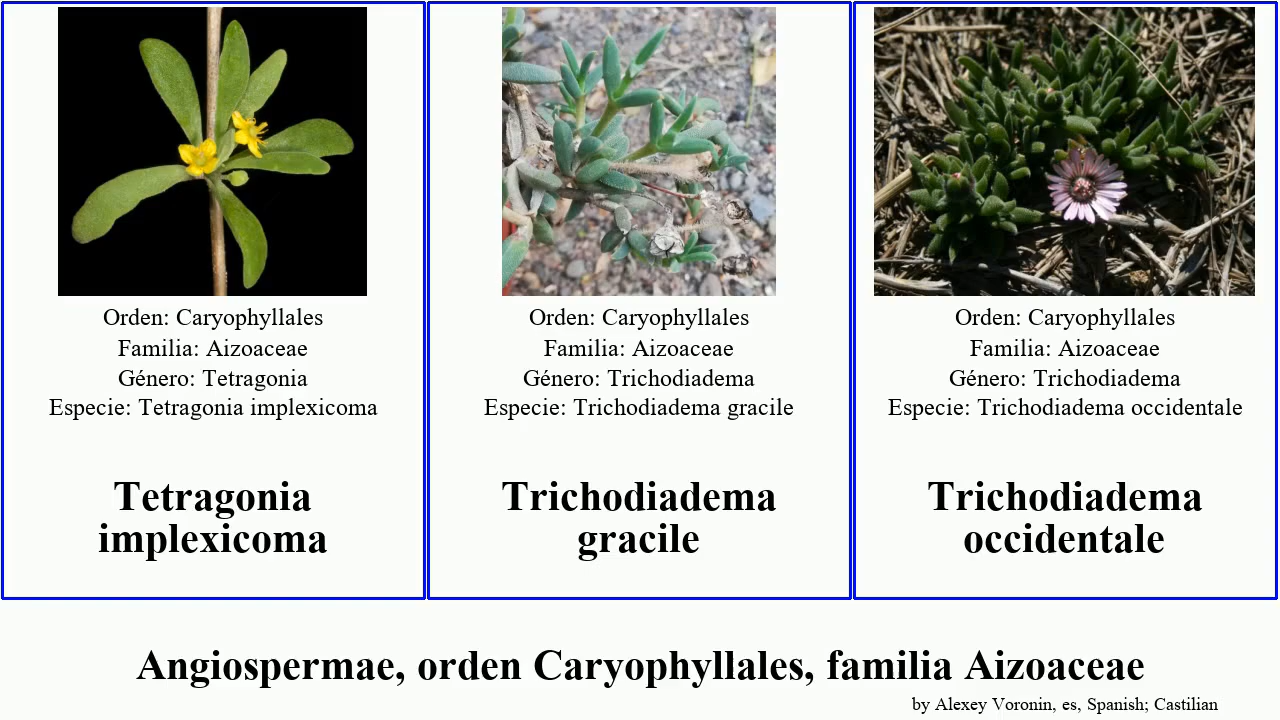 Orden: Caryophyllales
Familia: Aizoaceae
Género: Tetragonia
Especie: Tetragonia implexicoma
Tetragonia
implexicoma
Orden: Caryophyllales
Familia: Aizoaceae
Género: Trichodiadema
Especie: Trichodiadema gracile
Trichodiadema
gracile
Orden: Caryophyllales
Familia: Aizoaceae
Género: Trichodiadema
Especie: Trichodiadema occidentale
Trichodiadema
occidentale
Angiospermae, orden Caryophyllales, familia Aizoaceae
by Alexey Voronin, es, Spanish; Castilian